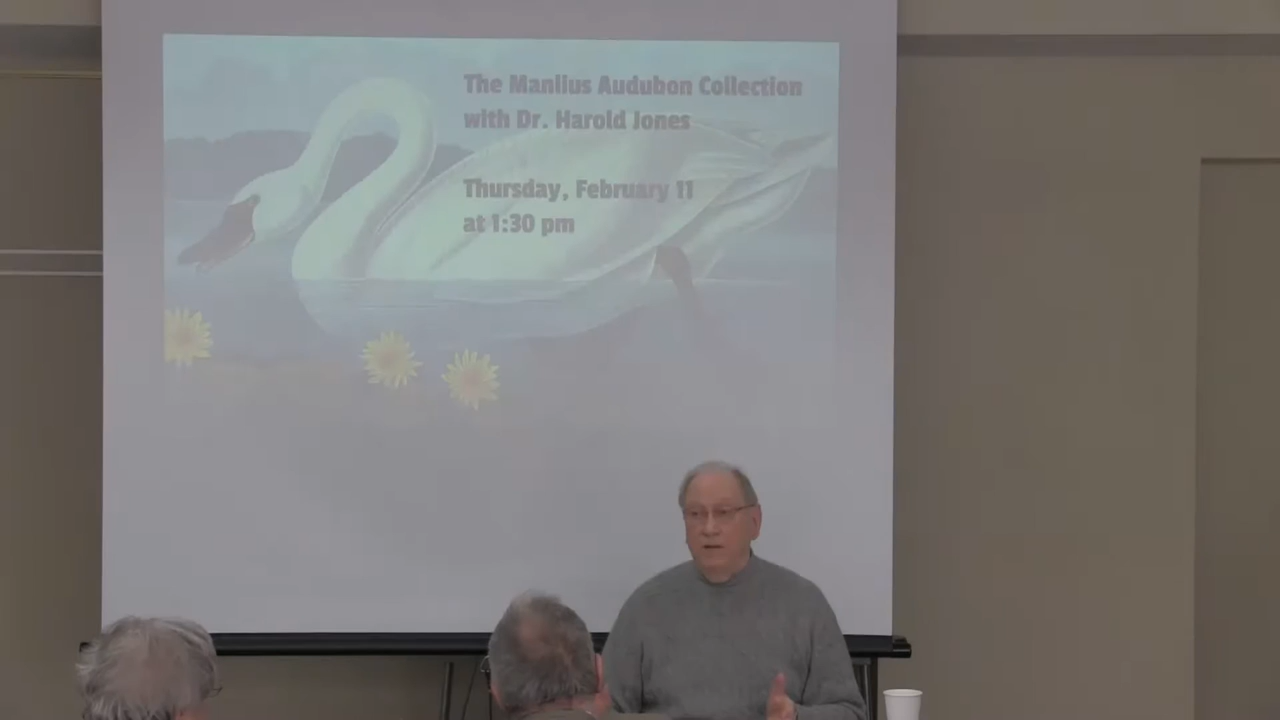 The Manlius Audubon Collection
with Dr. Harold Jones
Thursday, February 11
at 1:30 pm